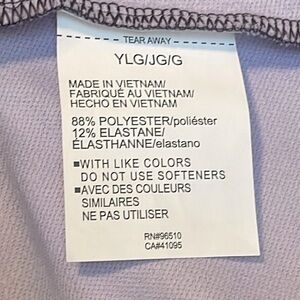 TEAR AWAY
YLG/JG/G
MADE IN VIETNAM/
FABRIQUÉ AU VIETNAM/
HECHO EN VIETNAM
88% POLYESTER/poliéster
12% ELASTANE/
ÉLASTHANNE/elastano
■WITH LIKE COLORS
DO NOT USE SOFTENERS
■AVEC DES COULEURS
SIMILAIRES
NE PAS UTILISER
RN#96510
CA#41095